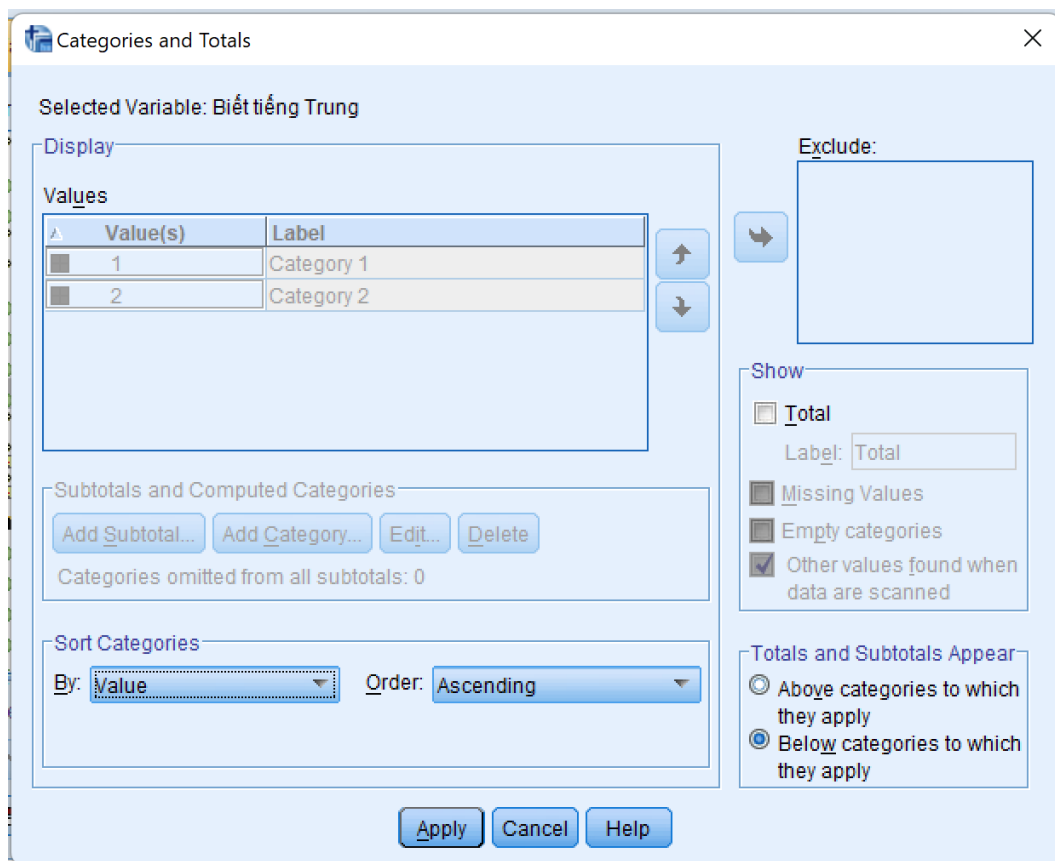 Categories and Totals
Selected Variable: Biết tiếng Trung
Display
Values
Value(s) Label
1 Category 1
2 Category 2
Subtotals and Computed Categories
Add Subtotal... Add Category... Edit... Delete
Categories omitted from all subtotals: 0
Sort Categories
By: Value Order: Ascending
Exclude:
Show
Total
Label: Total
Missing Values
Empty categories
Other values found when
data are scanned
Totals and Subtotals Appear
Above categories to which
they apply
Below categories to which
they apply
Apply Cancel Help